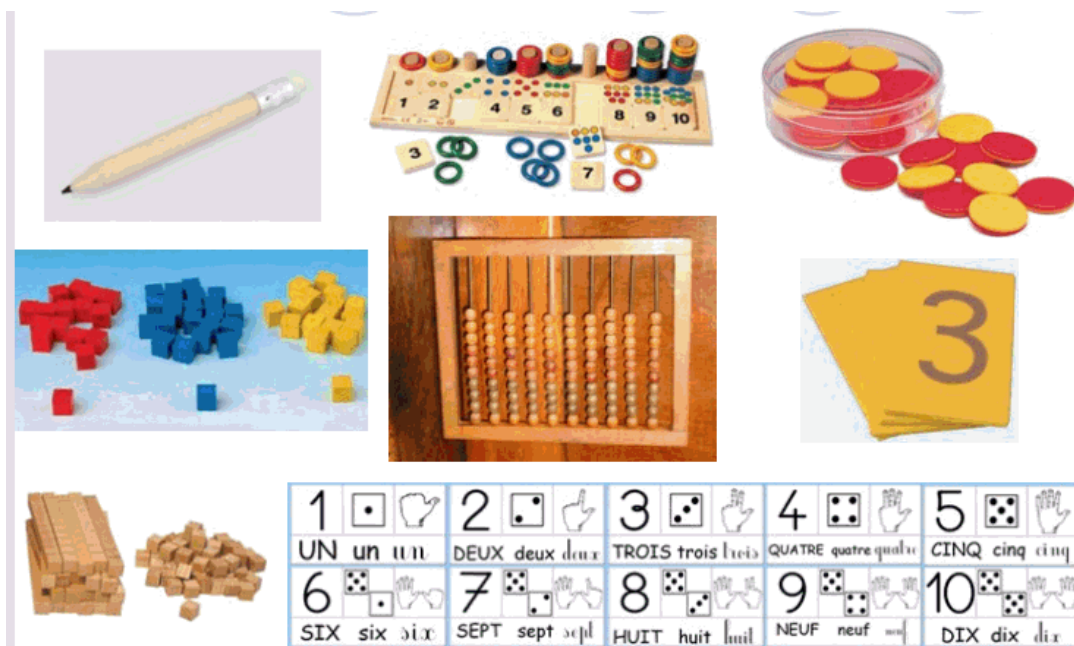 1 2 4 5 6 8 9 10
3
7
3
1 2 3 4 5
UN un un DEUX deux deux TROIS trois trois QUATRE quatre quatre CINQ cinq cinq
6 7 8 9 10
SIX six six SEPT sept sept HUIT huit huit NEUF neuf neuf DIX dix dix